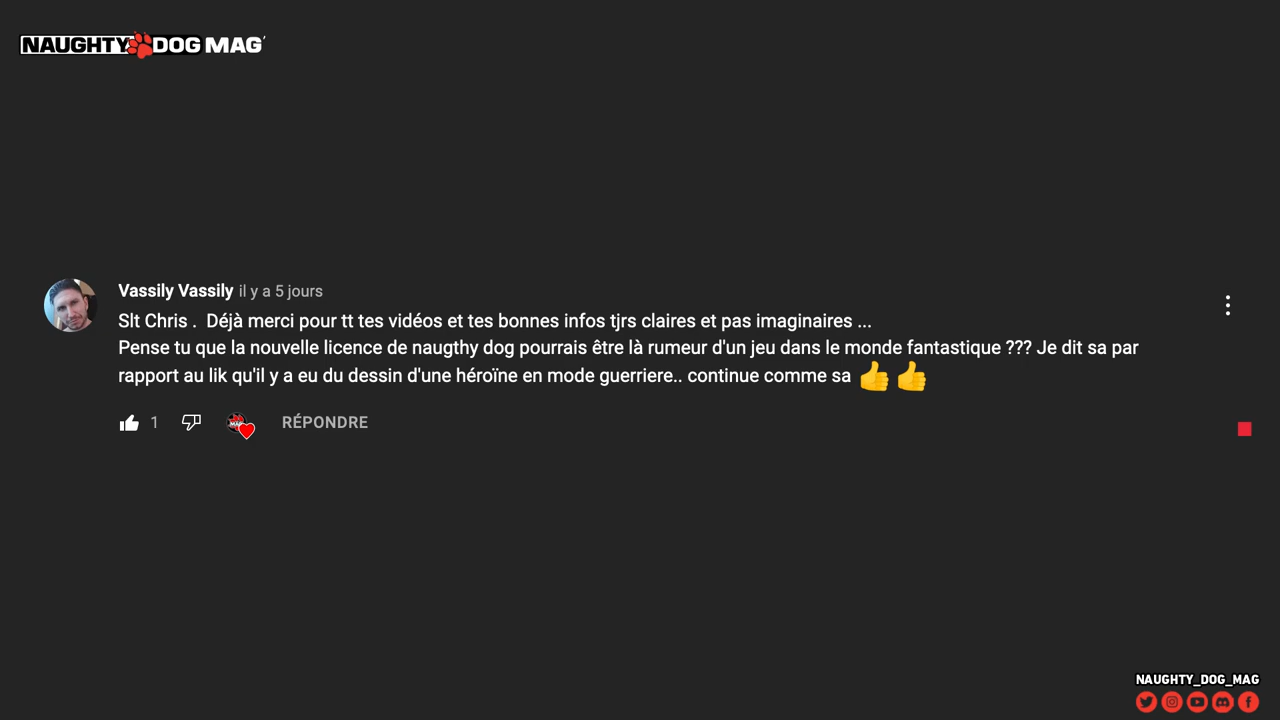 NAUGHTY DOG MAG'
Vassily Vassily il y a 5 jours
Slt Chris .  Déjà merci pour tt tes vidéos et tes bonnes infos tjrs claires et pas imaginaires ...
Pense tu que la nouvelle licence de naugthy dog pourrais être là rumeur d'un jeu dans le monde fantastique ??? Je dit sa par
rapport au lik qu'il y a eu du dessin d'une héroïne en mode guerriere.. continue comme sa 👍 👍
1 RÉPONDRE
NAUGHTY_DOG_MAG